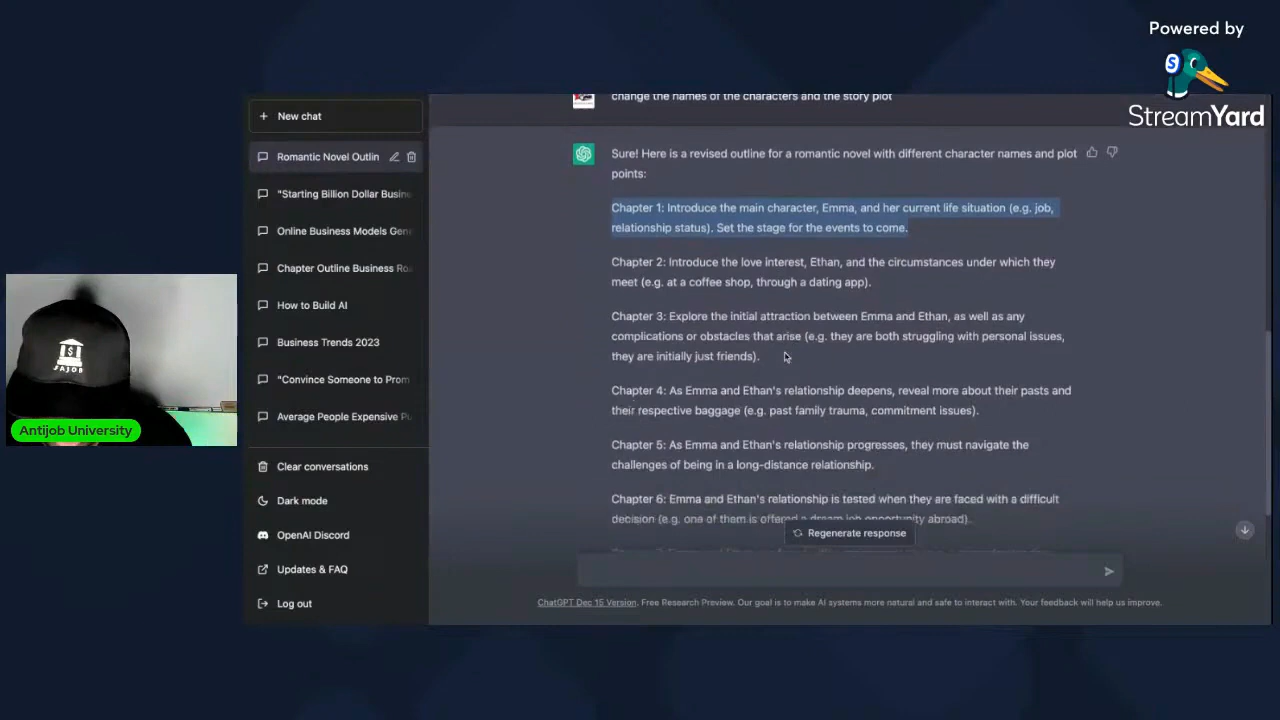 Powered by
StreamYard
S
$
SAJOB
Antijob University
New chat
Romantic Novel Outlin
"Starting Billion Dollar Busine
Online Business Models Gen
Chapter Outline Business Ro
How to Build AI
Business Trends 2023
"Convince Someone to Prom
Average People Expensive Pu
Clear conversations
Dark mode
OpenAI Discord
Updates & FAQ
Log out
change the names of the characters and the story plot
Sure! Here is a revised outline for a romantic novel with different character names and plot
points:
Chapter 1: Introduce the main character, Emma, and her current life situation (e.g. job,
relationship status). Set the stage for the events to come.
Chapter 2: Introduce the love interest, Ethan, and the circumstances under which they
meet (e.g. at a coffee shop, through a dating app).
Chapter 3: Explore the initial attraction between Emma and Ethan, as well as any
complications or obstacles that arise (e.g. they are both struggling with personal issues,
they are initially just friends).
Chapter 4: As Emma and Ethan's relationship deepens, reveal more about their pasts and
their respective baggage (e.g. past family trauma, commitment issues).
Chapter 5: As Emma and Ethan's relationship progresses, they must navigate the
challenges of being in a long-distance relationship.
Chapter 6: Emma and Ethan's relationship is tested when they are faced with a difficult
decision (e.g. one of them is offered a dream job opportunity abroad).
Regenerate response
ChatGPT Dec 15 Version. Free Research Preview. Our goal is to make AI systems more natural and safe to interact with. Your feedback will help us improve.